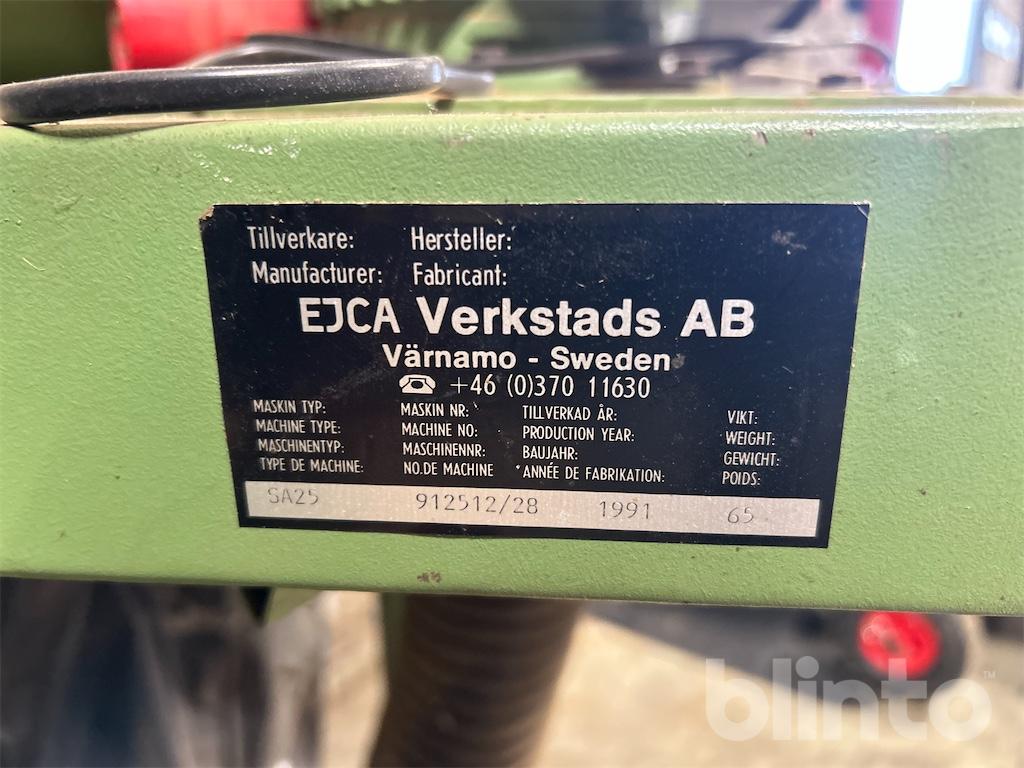 Tillverkare: Hersteller:
Manufacturer: Fabricant:
EJCA Verkstads AB
Värnamo - Sweden
☎ +46 (0)370 11630
MASKIN TYP: MASKIN NR: TILLVERKAD ÅR: VIKT:
MACHINE TYPE: MACHINE NO: PRODUCTION YEAR: WEIGHT:
MASCHINENTYP: MASCHINENNR: BAUJAHR: GEWICHT:
TYPE DE MACHINE: NO.DE MACHINE ANNÉE DE FABRIKATION: POIDS:
SA25 912512/28 1991 65
blinto™